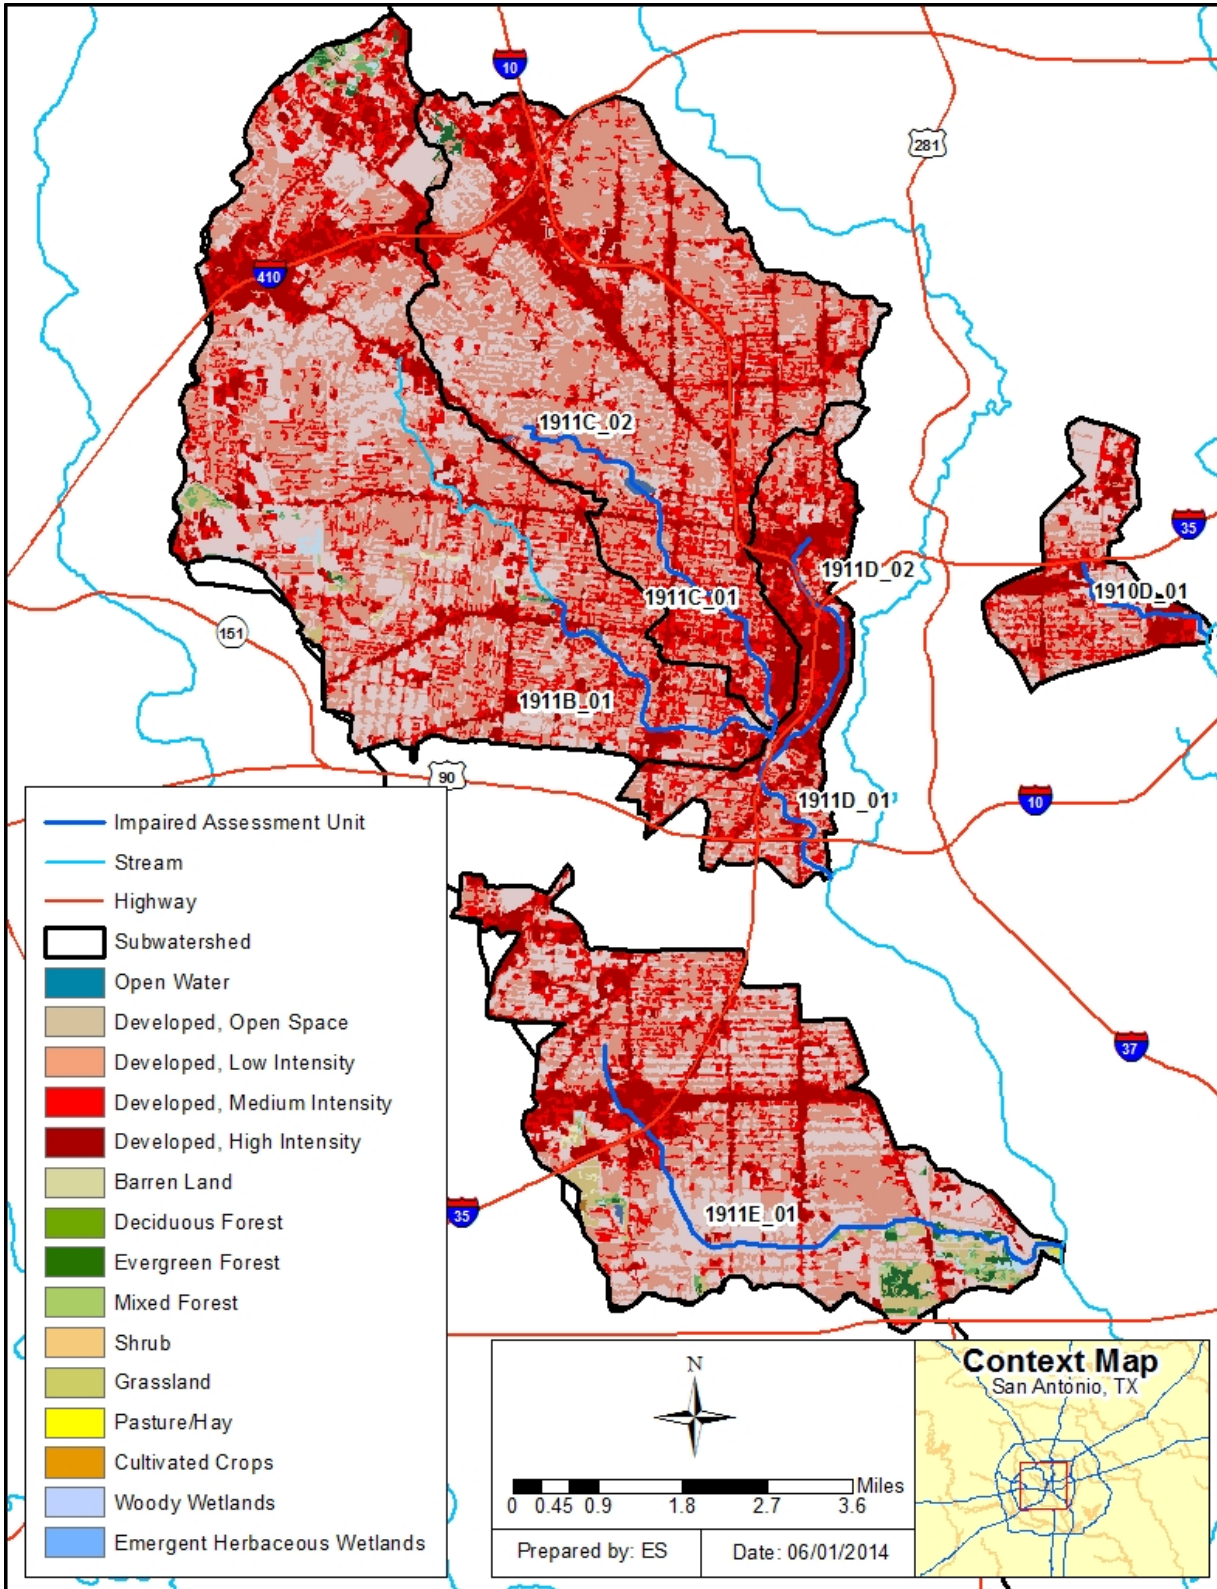 10
281
410
1911C_02
35
1911D_02
1910D_01
1911C_01
151
1911B_01
90
1911D_01
10
Impaired Assessment Unit
Stream
Highway
Subwatershed
Open Water
Developed, Open Space
Developed, Low Intensity
Developed, Medium Intensity
Developed, High Intensity
Barren Land
Deciduous Forest
Evergreen Forest
Mixed Forest
Shrub
Grassland
Pasture/Hay
Cultivated Crops
Woody Wetlands
Emergent Herbaceous Wetlands
37
35
1911E_01
N
Miles
0 0.45 0.9 1.8 2.7 3.6
Prepared by: ES
Date: 06/01/2014
Context Map
San Antonio, TX